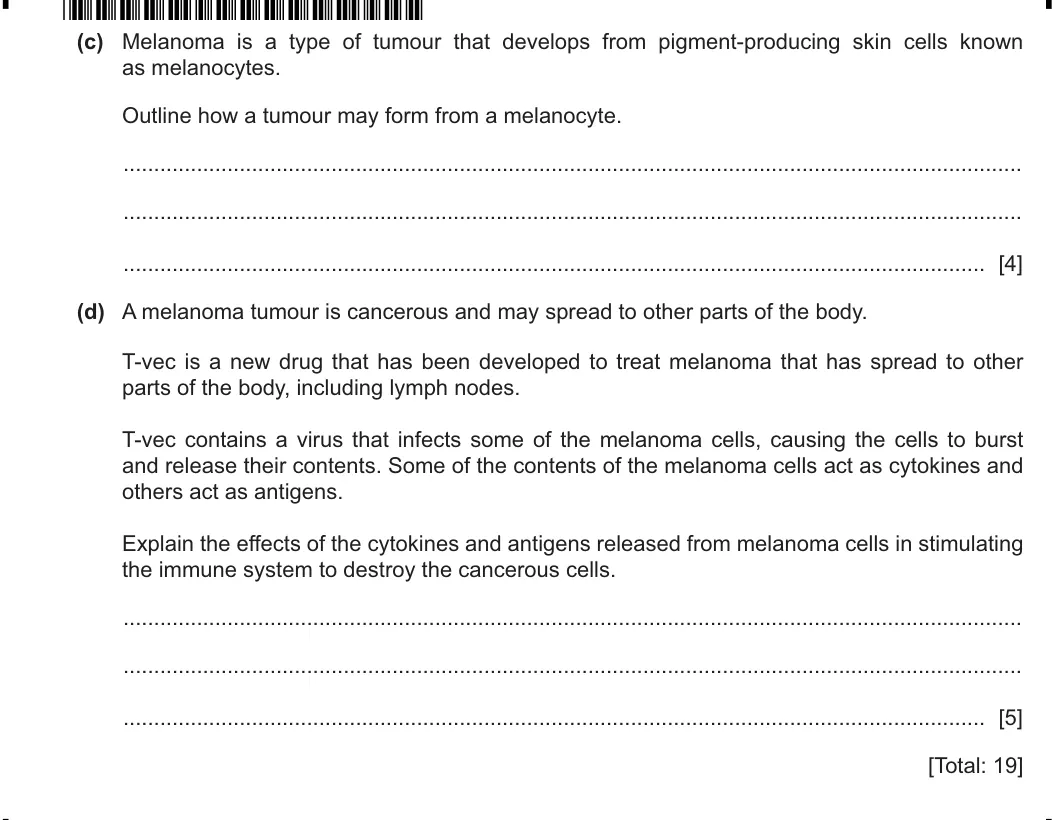 (c) Melanoma is a type of tumour that develops from pigment-producing skin cells known
as melanocytes.
Outline how a tumour may form from a melanocyte.
....................................................................................................................................................
....................................................................................................................................................
.............................................................................................................................................. [4]
(d) A melanoma tumour is cancerous and may spread to other parts of the body.
T-vec is a new drug that has been developed to treat melanoma that has spread to other
parts of the body, including lymph nodes.
T-vec contains a virus that infects some of the melanoma cells, causing the cells to burst
and release their contents. Some of the contents of the melanoma cells act as cytokines and
others act as antigens.
Explain the effects of the cytokines and antigens released from melanoma cells in stimulating
the immune system to destroy the cancerous cells.
....................................................................................................................................................
....................................................................................................................................................
.............................................................................................................................................. [5]
[Total: 19]